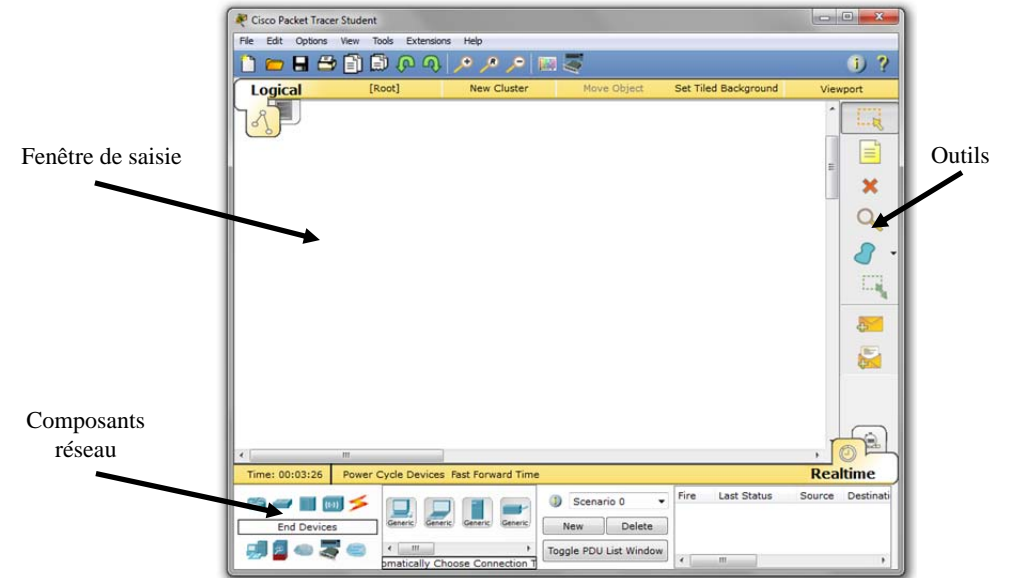 Cisco Packet Tracer Student
File Edit Options View Tools Extensions Help
Logical [Root] New Cluster Move Object Set Tiled Background Viewport
Fenêtre de saisie
Outils
Composants
réseau
Time: 00:03:26 Power Cycle Devices Fast Forward Time Realtime
Scenario 0 Fire Last Status Source Destinati
End Devices Generic Generic Generic Generic New Delete
Toggle PDU List Window
omatically Choose Connection T